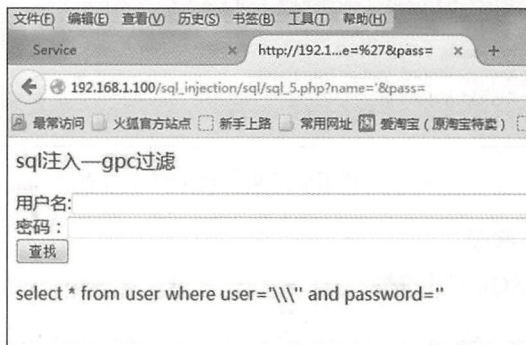 文件(F) 编辑(E) 查看(V) 历史(S) 书签(B) 工具(T) 帮助(H)
Service × http://192.1...e=%27&pass= × +
192.168.1.100/sql_injection/sql/sql_5.php?name='&pass=
最常访问 火狐官方站点 新手上路 常用网址 爱淘宝（原淘宝特卖）
sql注入—gpc过滤
用户名:
密码：
查找
select * from user where user='\\\'' and password=''